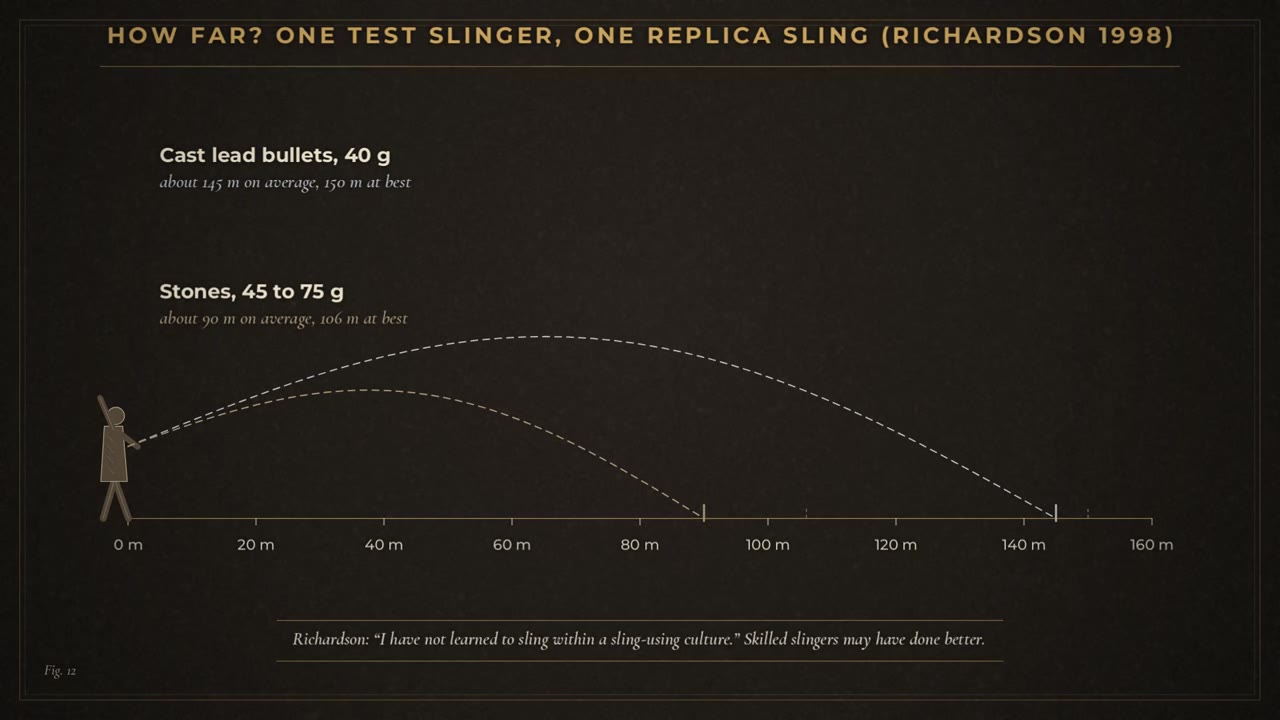 HOW FAR? ONE TEST SLINGER, ONE REPLICA SLING (RICHARDSON 1998)
Cast lead bullets, 40 g
about 145 m on average, 150 m at best
Stones, 45 to 75 g
about 90 m on average, 106 m at best
0 m 20 m 40 m 60 m 80 m 100 m 120 m 140 m 160 m
Richardson: “I have not learned to sling within a sling-using culture.” Skilled slingers may have done better.
Fig. 12